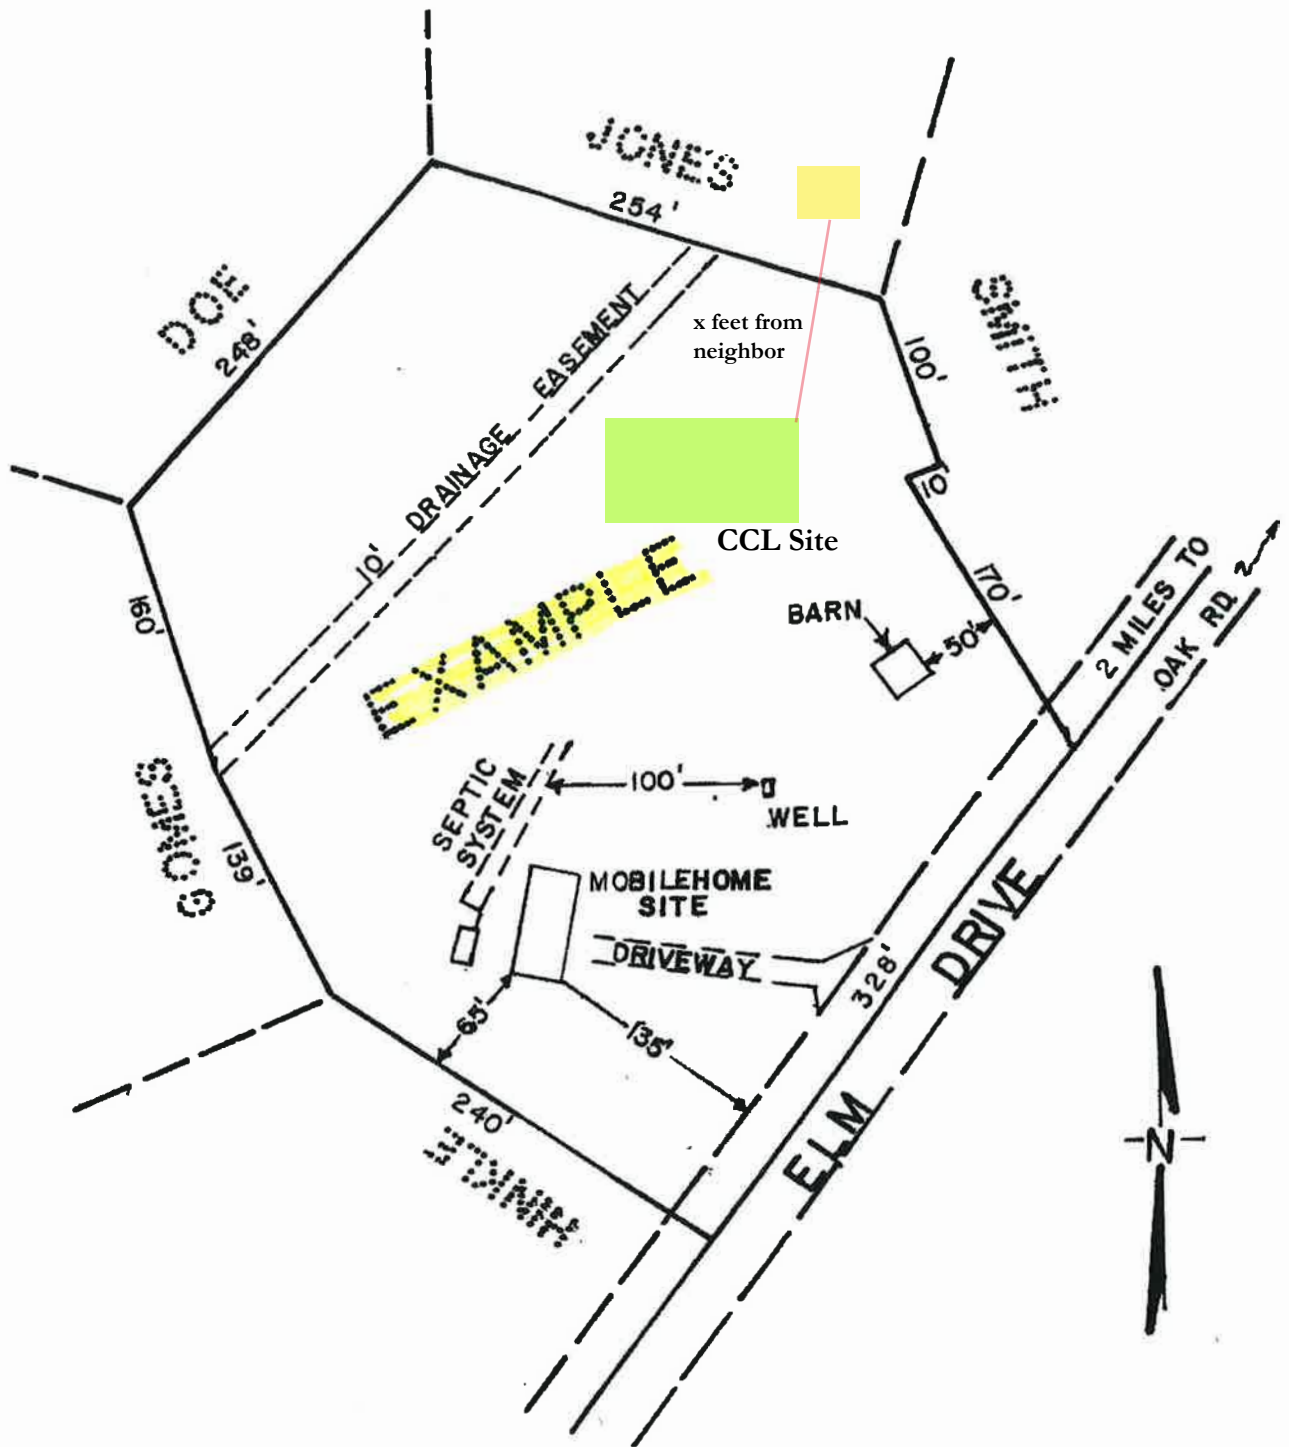 JONES
254'
DOE
248'
SMITH
x feet from
neighbor
100'
10
DRAINAGE EASEMENT
10'
CCL Site
EXAMPLE
160'
170'
BARN
50'
2 MILES TO
OAK RD.
GOMES
139'
SEPTIC
SYSTEM
100'
WELL
MOBILEHOME
SITE
DRIVEWAY
328'
ELM DRIVE
65'
135'
240'
HINKLE
N